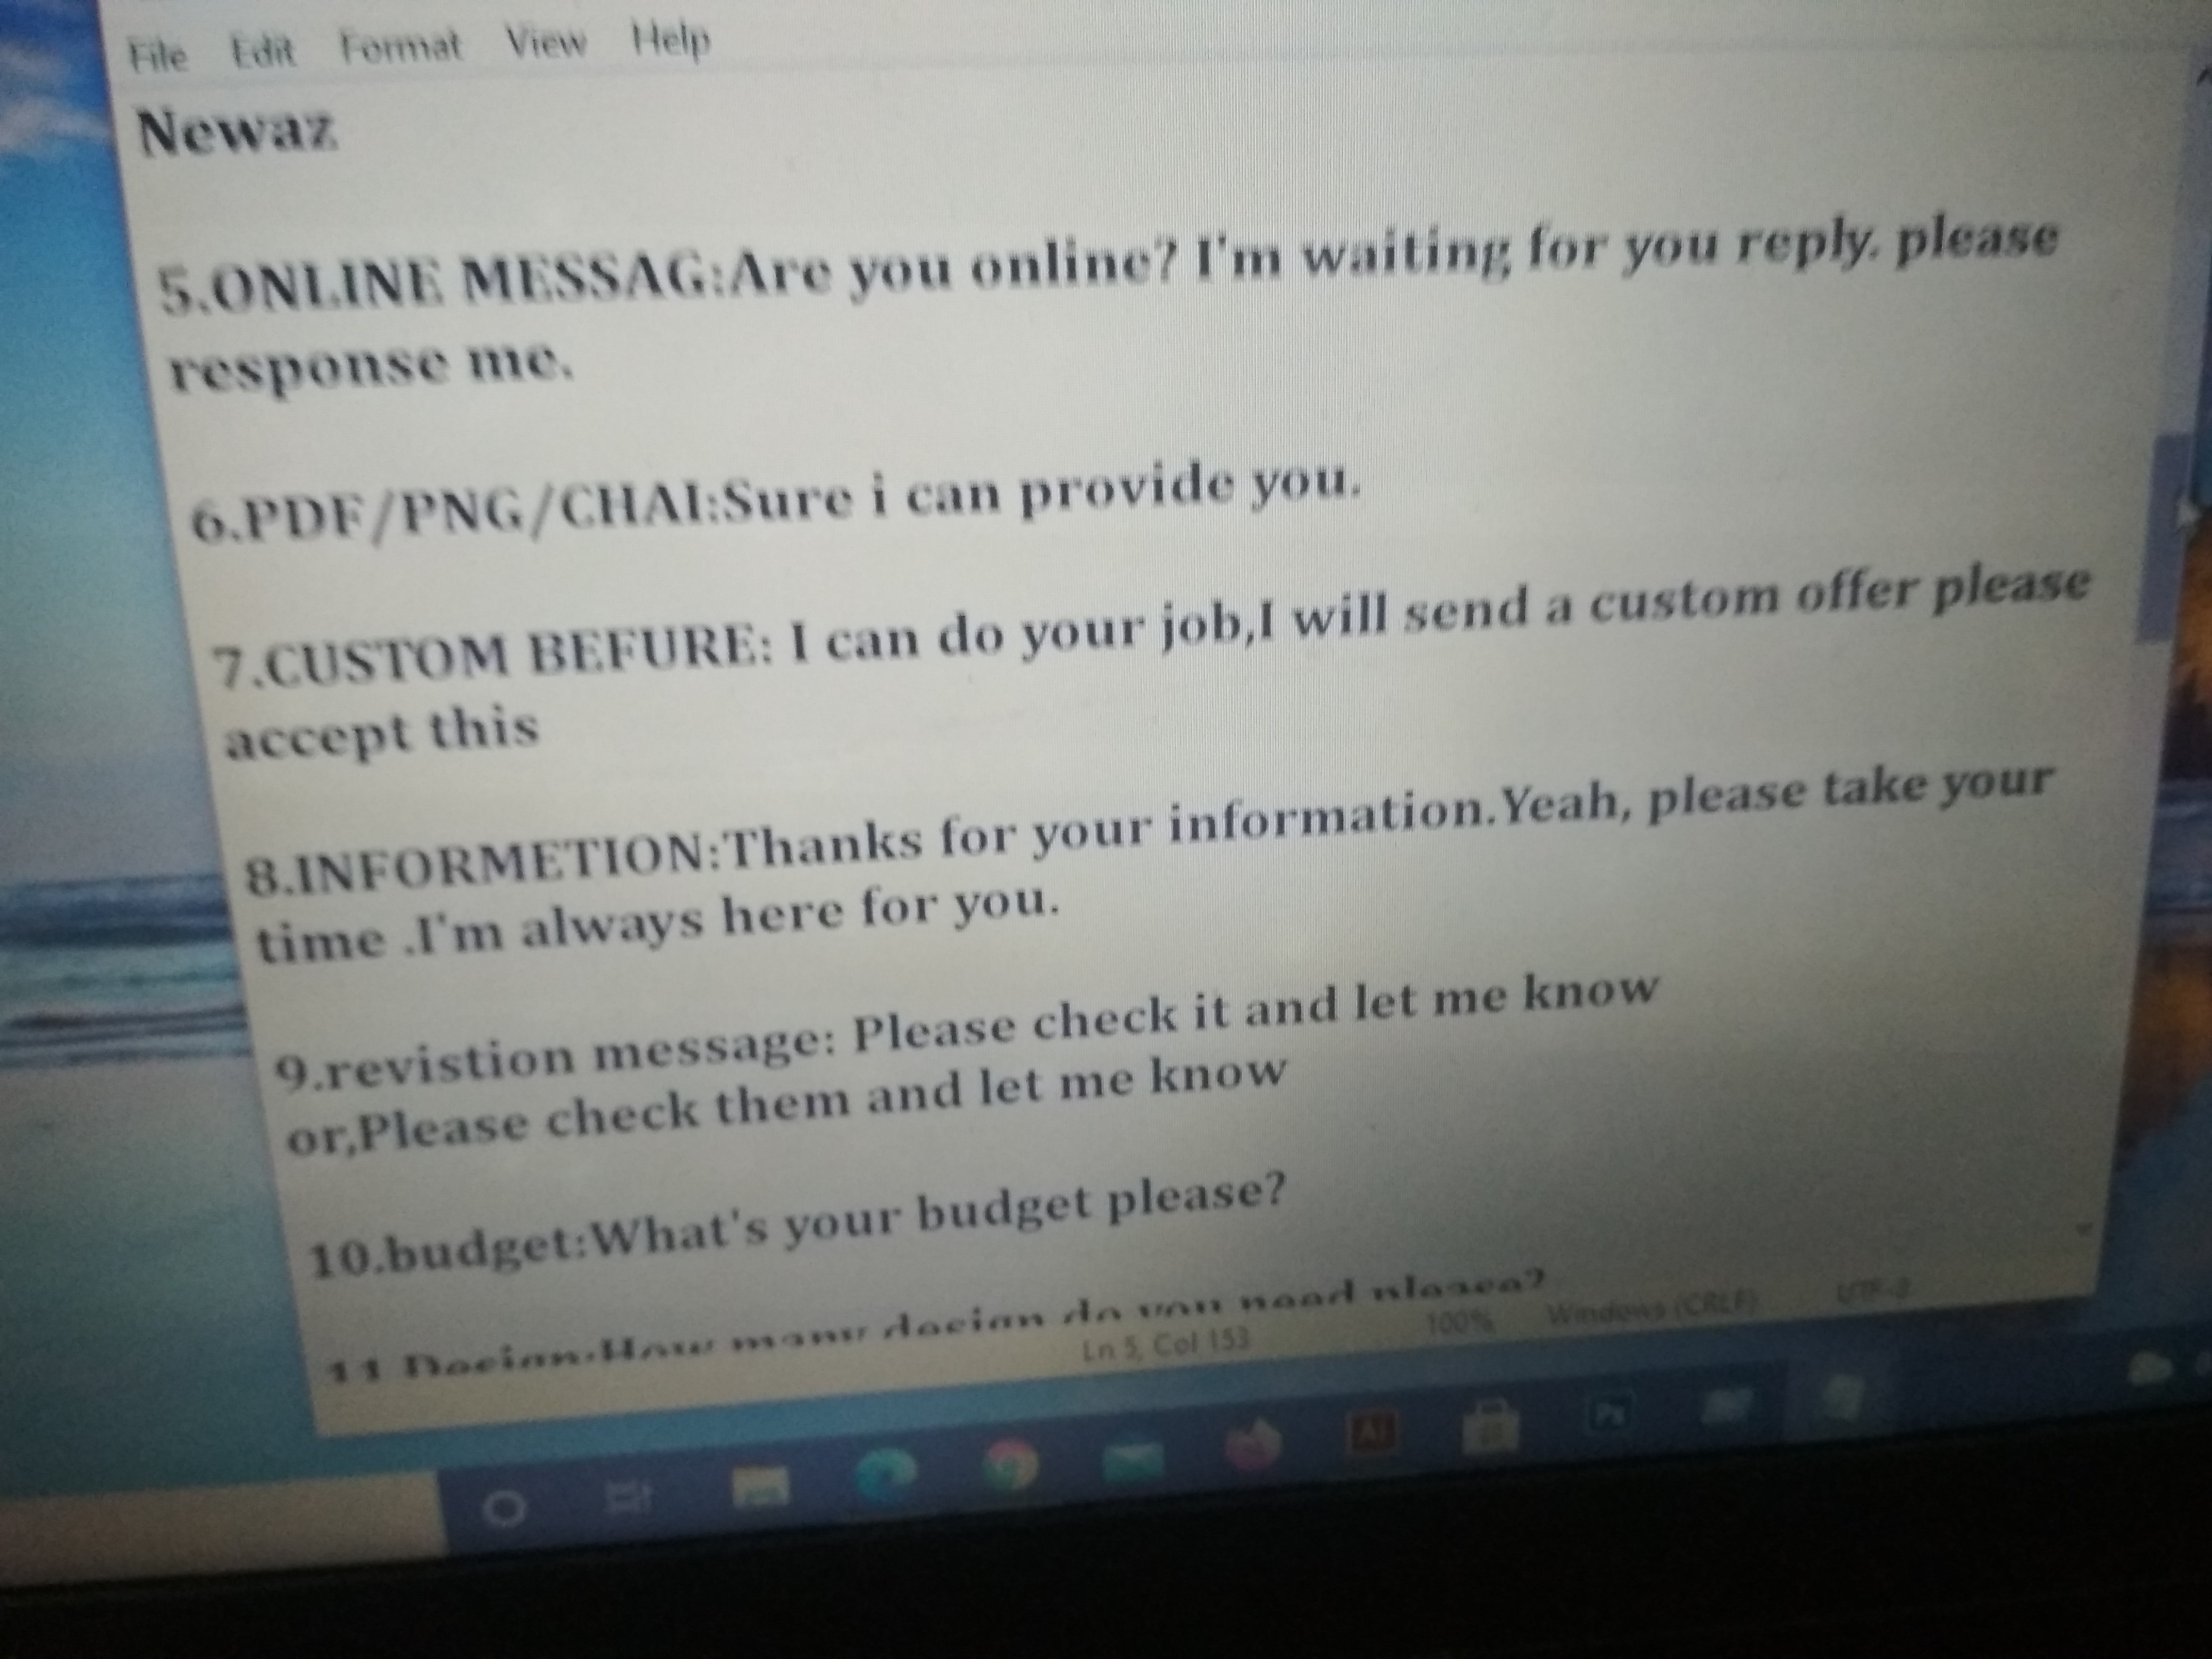 File Edit Format View Help
Newaz
5.ONLINE MESSAG:Are you online? I'm waiting for you reply. please
response me.
6.PDF/PNG/CHAI:Sure i can provide you.
7.CUSTOM BEFURE: I can do your job,I will send a custom offer please
accept this
8.INFORMETION:Thanks for your information.Yeah, please take your
time .I'm always here for you.
9.revistion message: Please check it and let me know
or,Please check them and let me know
10.budget:What's your budget please?
11 Design:How many design do you need please?
Ln 5, Col 153 100% Windows (CRLF) UTF-8
Ai Ps